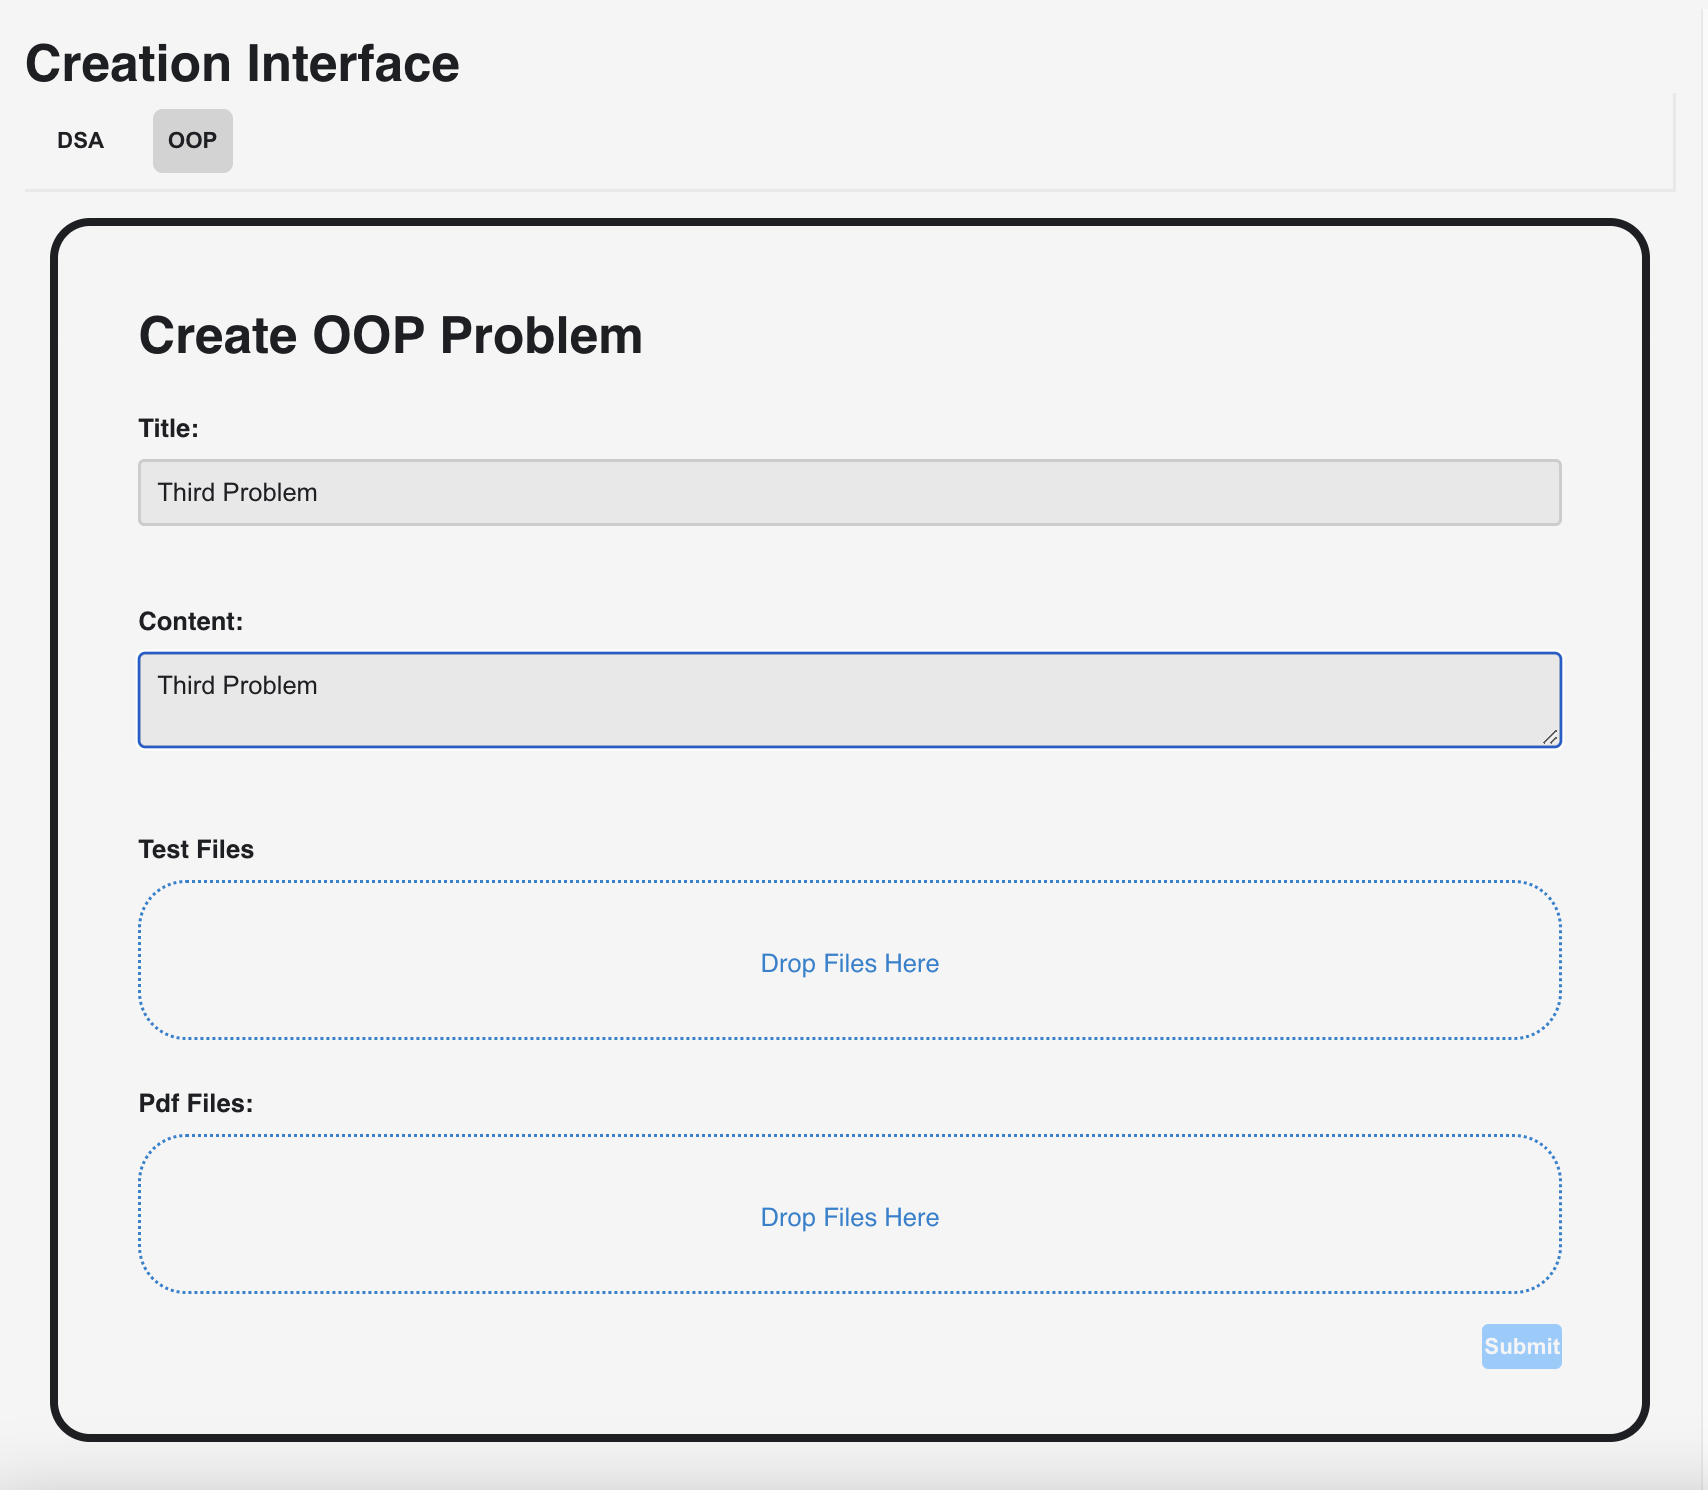 Creation Interface
DSA
OOP
Create OOP Problem
Title:
Third Problem
Content:
Third Problem
Test Files
Drop Files Here
Pdf Files:
Drop Files Here
Submit